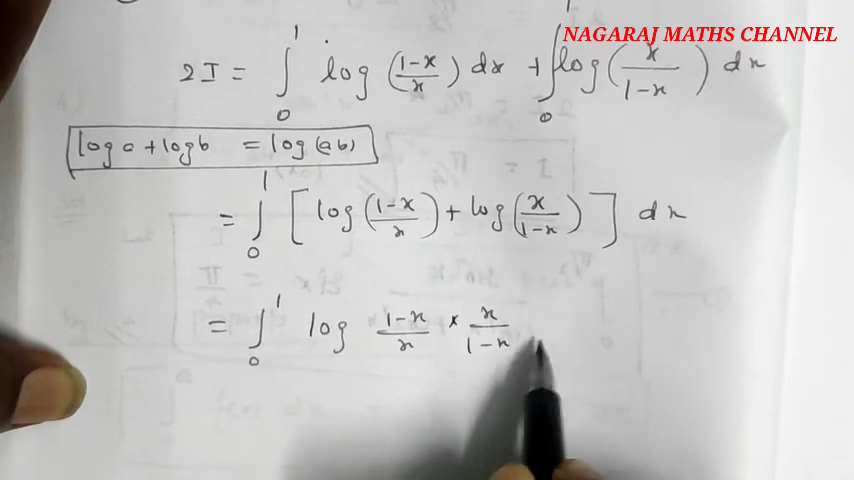 NAGARAJ MATHS CHANNEL
2I = ∫₀¹ log (1-x/x) dx + ∫₀¹ log (x/1-x) dx
log a + log b = log (ab)
= ∫₀¹ [ log (1-x/x) + log (x/1-x) ] dx
= ∫₀¹ log 1-x/x × x/1-x